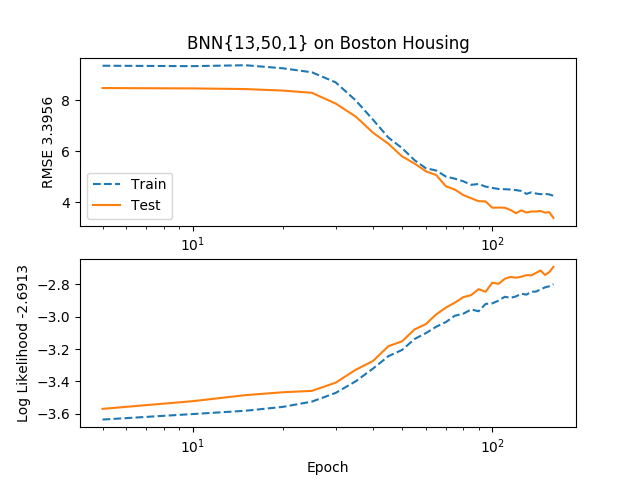 BNN{13,50,1} on Boston Housing
RMSE 3.3956
8
6
4
Train
Test
10¹
10²
Log Likelihood -2.6913
−2.8
−3.0
−3.2
−3.4
−3.6
10¹
10²
Epoch